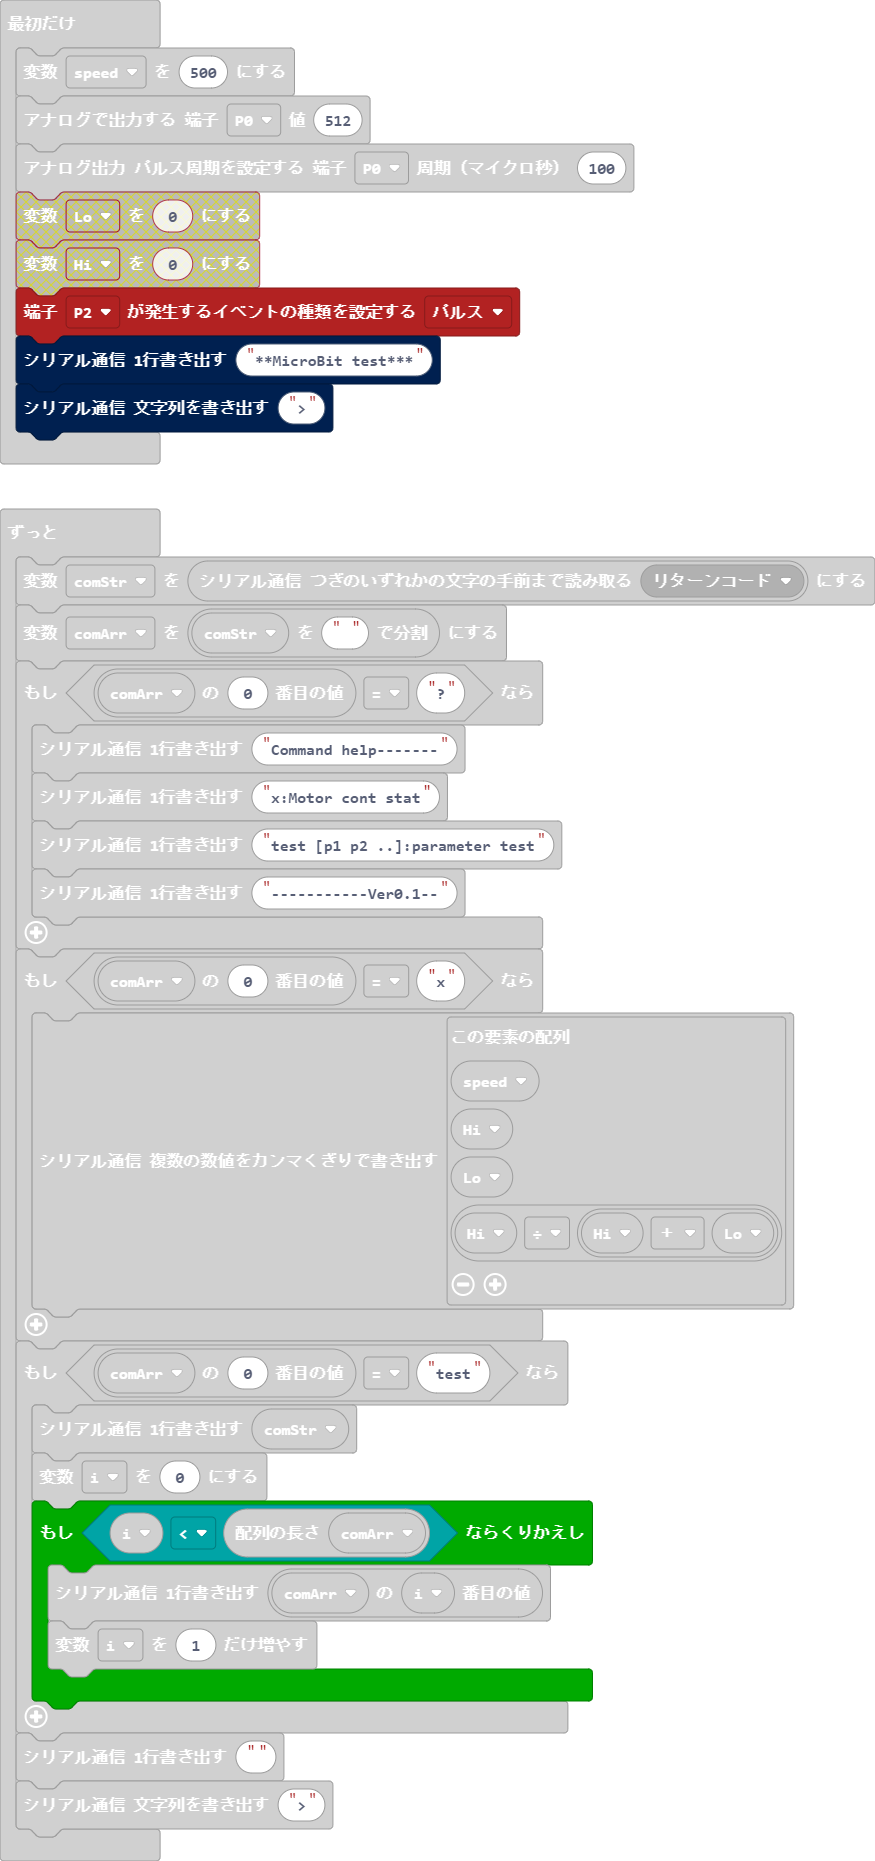 最初だけ
変数 speed を 500 にする
アナログで出力する 端子 P0 値 512
アナログ出力 パルス周期を設定する 端子 P0 周期（マイクロ秒） 100
変数 Lo を 0 にする
変数 Hi を 0 にする
端子 P2 が発生するイベントの種類を設定する パルス
シリアル通信 1行書き出す "**MicroBit test***"
シリアル通信 文字列を書き出す ">"
ずっと
変数 comStr を シリアル通信 つぎのいずれかの文字の手前まで読み取る リターンコード にする
変数 comArr を comStr を " " で分割 にする
もし comArr の 0 番目の値 = "?" なら
シリアル通信 1行書き出す "Command help-------"
シリアル通信 1行書き出す "x:Motor cont stat"
シリアル通信 1行書き出す "test [p1 p2 ..]:parameter test"
シリアル通信 1行書き出す "-----------Ver0.1--"
もし comArr の 0 番目の値 = "x" なら
シリアル通信 複数の数値をカンマくぎりで書き出す この要素の配列
speed
Hi
Lo
Hi ÷ Hi + Lo
もし comArr の 0 番目の値 = "test" なら
シリアル通信 1行書き出す comStr
変数 i を 0 にする
もし i < 配列の長さ comArr ならくりかえし
シリアル通信 1行書き出す comArr の i 番目の値
変数 i を 1 だけ増やす
シリアル通信 1行書き出す ""
シリアル通信 文字列を書き出す ">"